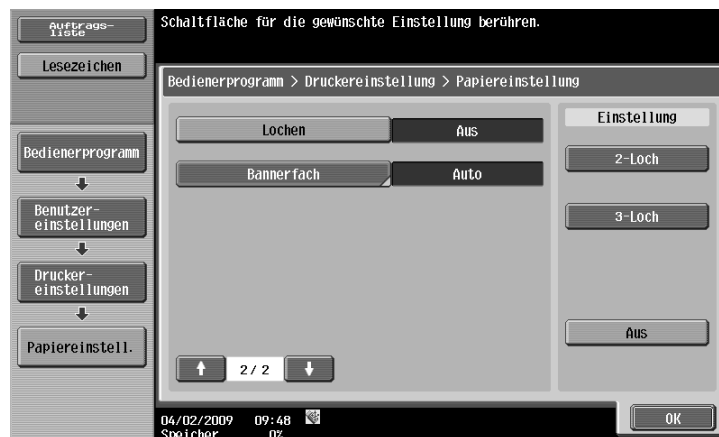 Auftrags-
liste
Schaltfläche für die gewünschte Einstellung berühren.
Lesezeichen
Bedienerprogramm > Druckereinstellung > Papiereinstellung
Lochen Aus
Einstellung
Bedienerprogramm
2-Loch
Bannerfach Auto
Benutzer-
einstellungen
3-Loch
Drucker-
einstellungen
Papiereinstell.
Aus
2/ 2
04/02/2009 09:48
OK
Speicher 0%